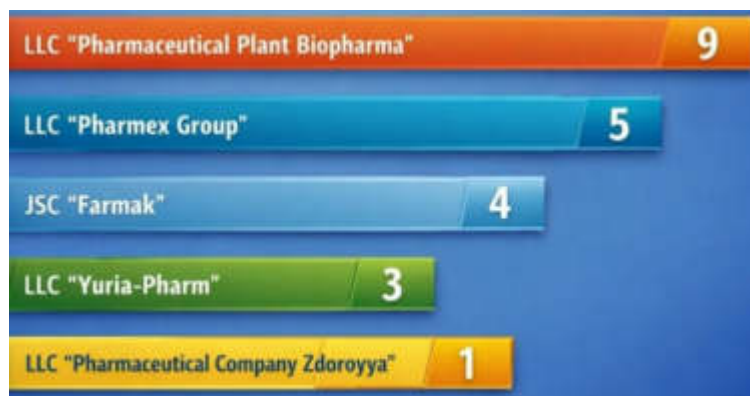 LLC "Pharmaceutical Plant Biopharma" 9
LLC "Pharmex Group" 5
JSC "Farmak" 4
LLC "Yuria-Pharm" 3
LLC "Pharmaceutical Company Zdoroyya" 1